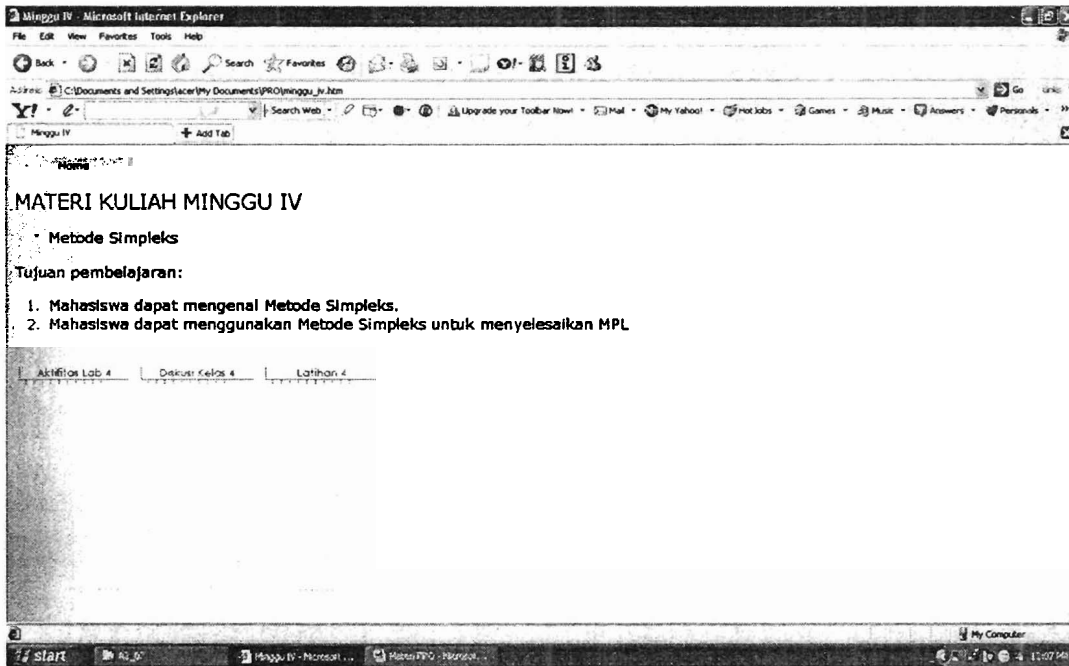 Minggu IV - Microsoft Internet Explorer
File Edit View Favorites Tools Help
Back Search Favorites
Address C:\Documents and Settings\acer\My Documents\PRO\minggu_iv.htm Go Links
Y! Search Web Upgrade your Toolbar Now! My Yahoo! HotJobs Games Music Answers Personals
Minggu IV Add Tab
Home
MATERI KULIAH MINGGU IV
Metode Simpleks
Tujuan pembelajaran:
1. Mahasiswa dapat mengenal Metode Simpleks.
2. Mahasiswa dapat menggunakan Metode Simpleks untuk menyelesaikan MPL
Aktifitas Lab 4 Diskusi Kelas 4 Latihan 4
My Computer
start Minggu IV - Microsoft ...